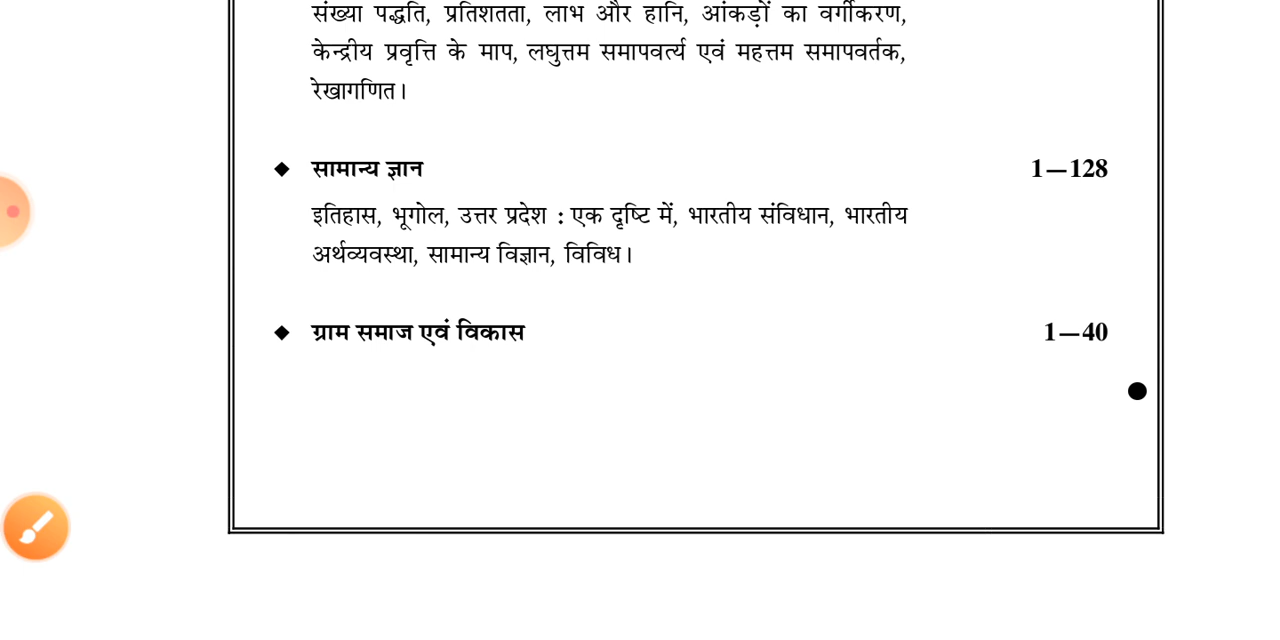 संख्या पद्धति, प्रतिशतता, लाभ और हानि, आंकड़ों का वर्गीकरण,
केन्द्रीय प्रवृत्ति के माप, लघुत्तम समापवर्त्य एवं महत्तम समापवर्तक,
रेखागणित।
◆ सामान्य ज्ञान 1—128
इतिहास, भूगोल, उत्तर प्रदेश : एक दृष्टि में, भारतीय संविधान, भारतीय
अर्थव्यवस्था, सामान्य विज्ञान, विविध।
◆ ग्राम समाज एवं विकास 1—40